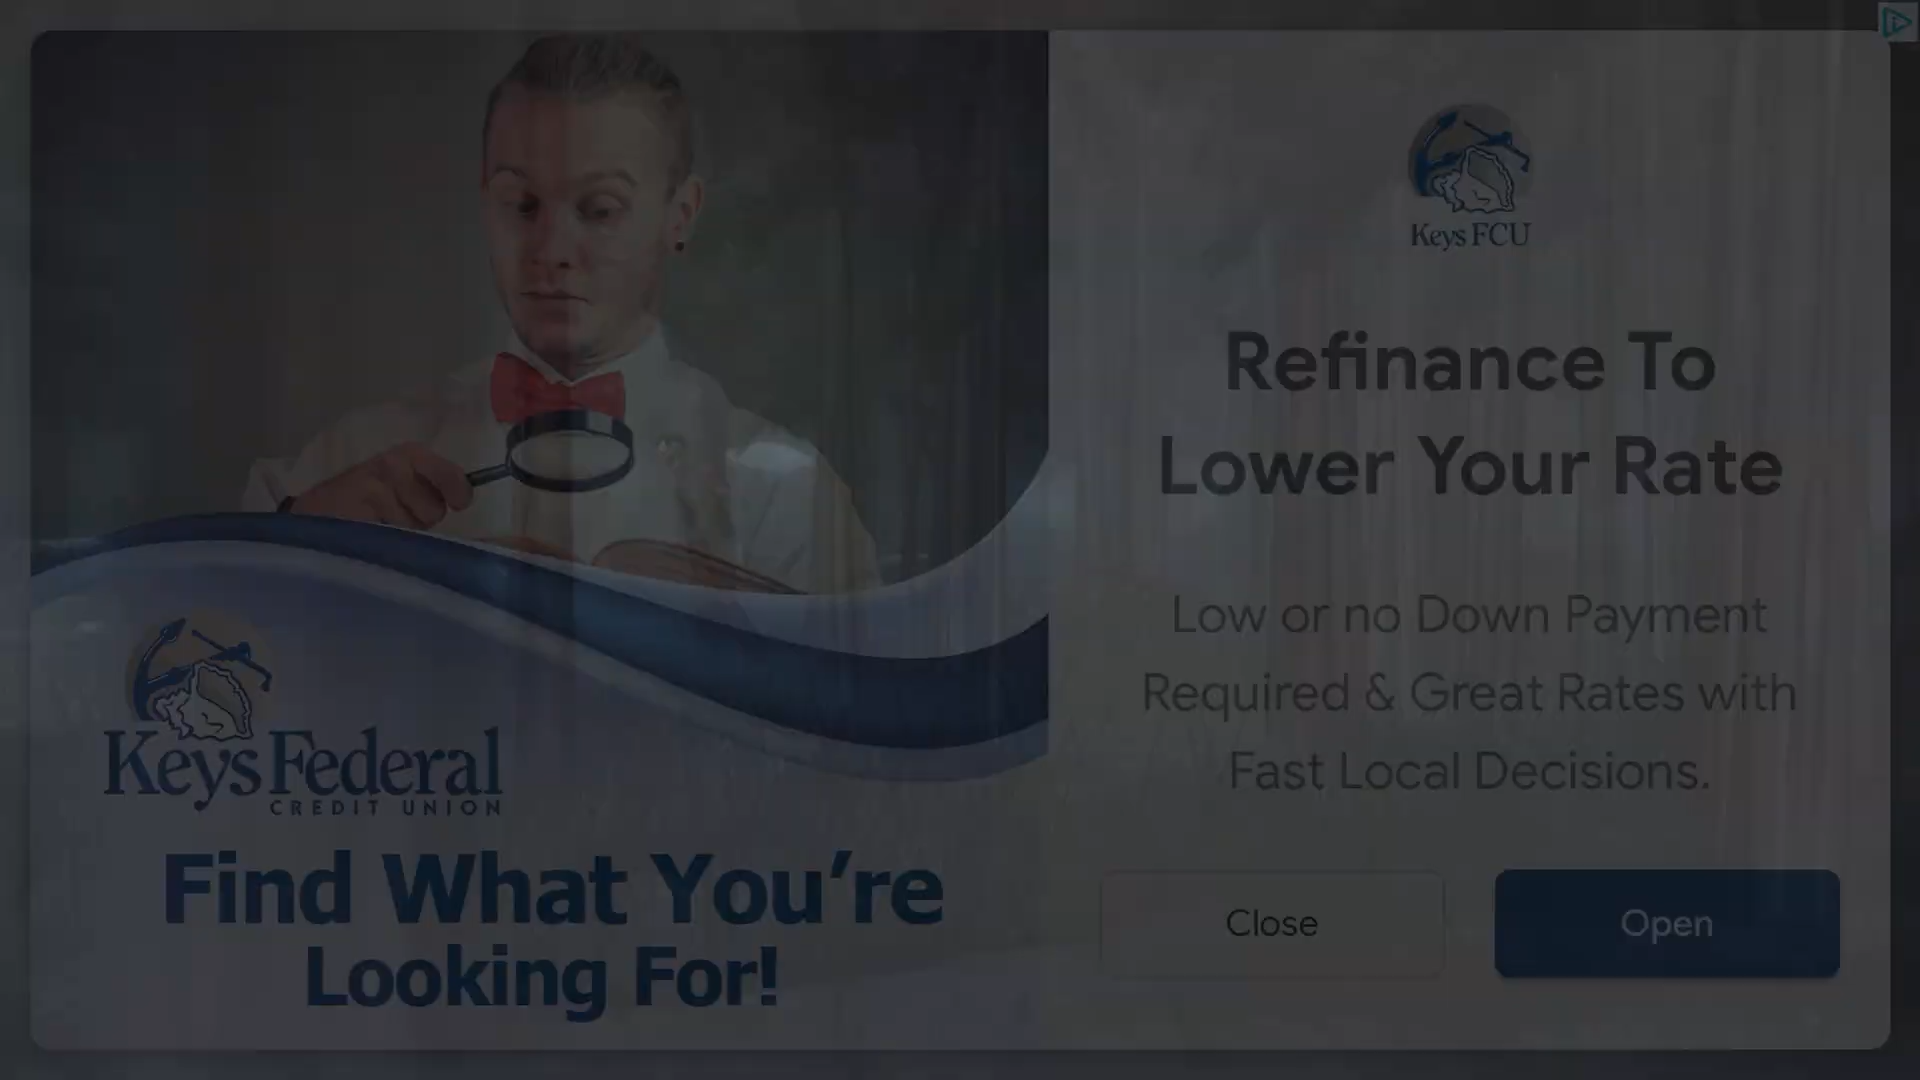 Keys Federal
CREDIT UNION
Find What You're
Looking For!
Keys FCU
Refinance To
Lower Your Rate
Low or no Down Payment
Required & Great Rates with
Fast Local Decisions.
Close
Open